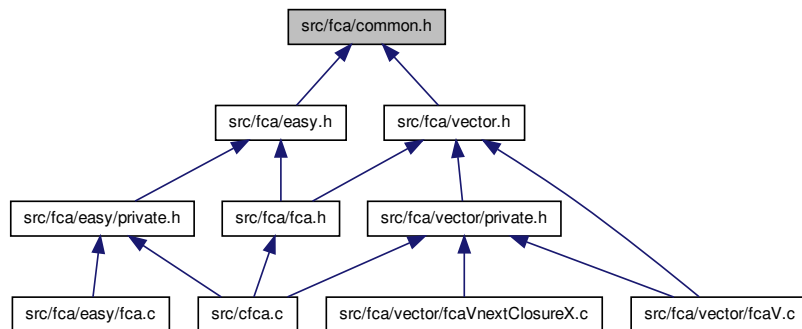 src/fca/common.h
src/fca/easy.h
src/fca/vector.h
src/fca/easy/private.h
src/fca/fca.h
src/fca/vector/private.h
src/fca/easy/fca.c
src/cfca.c
src/fca/vector/fcaVnextClosureX.c
src/fca/vector/fcaV.c